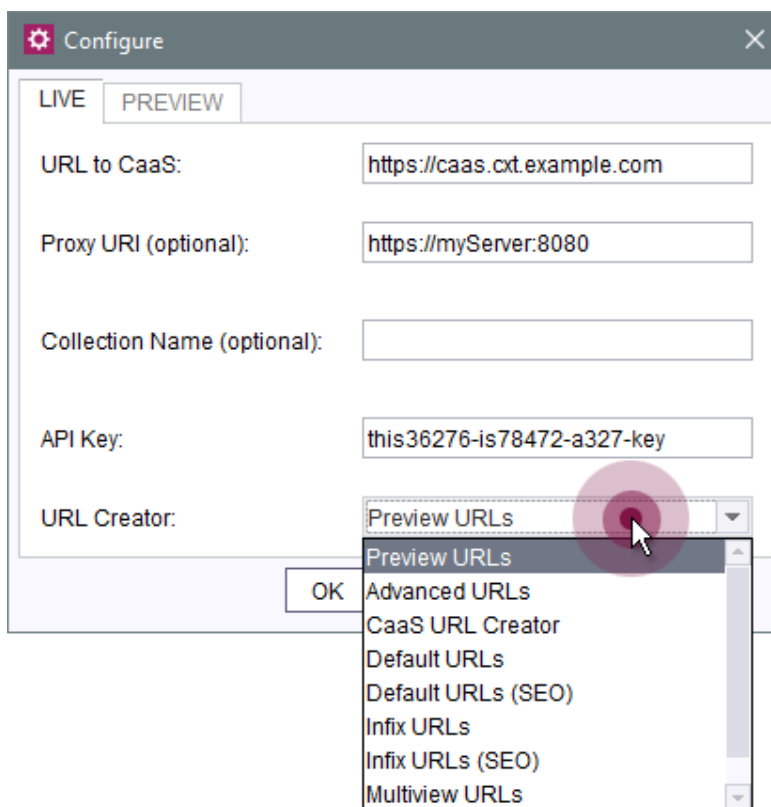 Configure
LIVE PREVIEW
URL to CaaS: https://caas.cxt.example.com
Proxy URI (optional): https://myServer:8080
Collection Name (optional):
API Key: this36276-is78472-a327-key
URL Creator: Preview URLs
Preview URLs
OK Advanced URLs
CaaS URL Creator
Default URLs
Default URLs (SEO)
Infix URLs
Infix URLs (SEO)
Multiview URLs